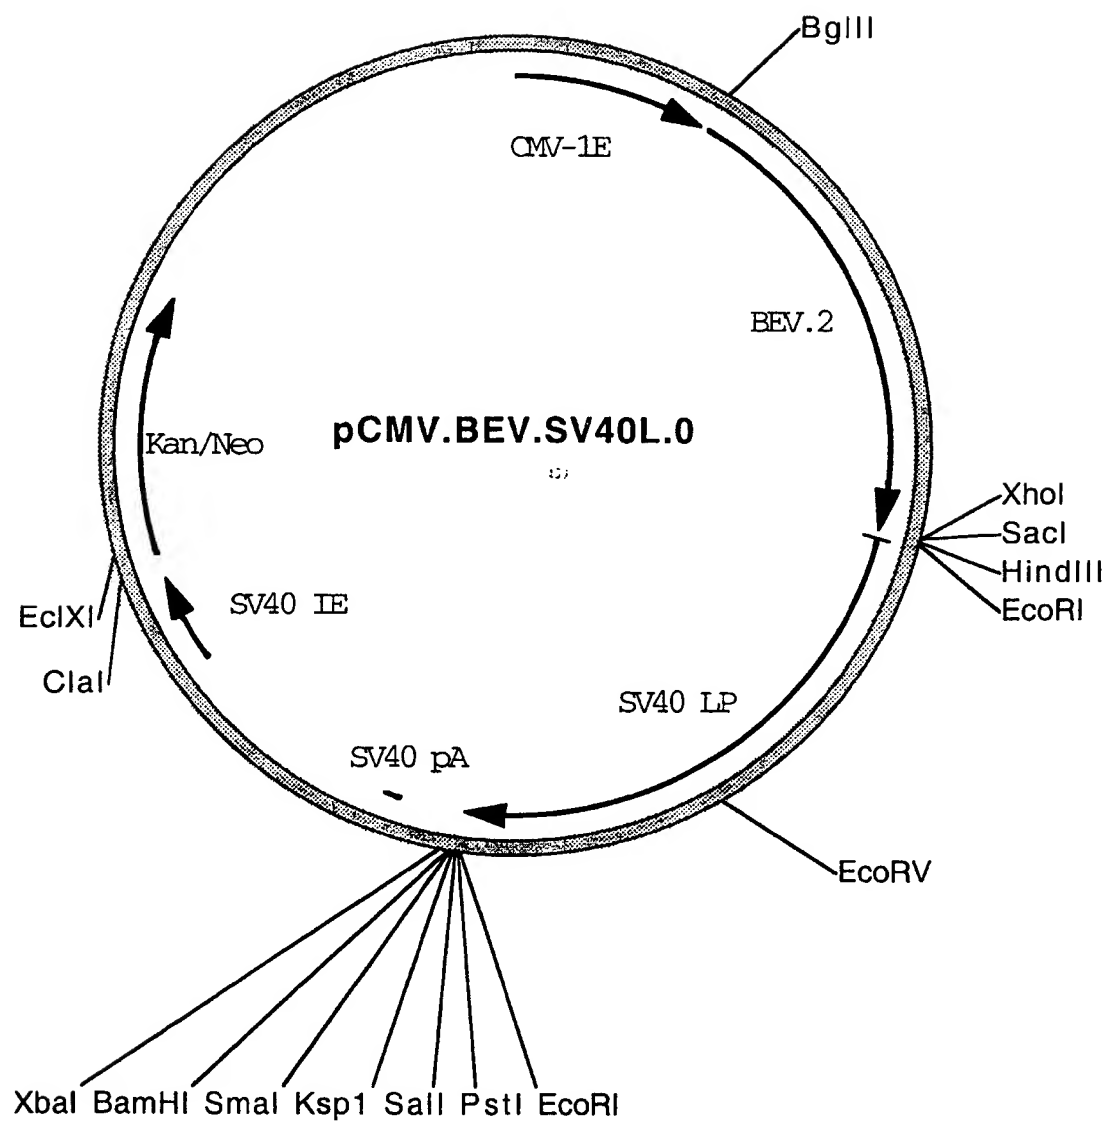 BglII
CMV-1E
BEV.2
Kan/Neo
pCMV.BEV.SV40L.0
XhoI
SacI
HindIII
EcoRI
SV40 IE
EclXI
ClaI
SV40 LP
SV40 pA
EcoRV
XbaI BamHI SmaI Ksp1 SalI PstI EcoRI